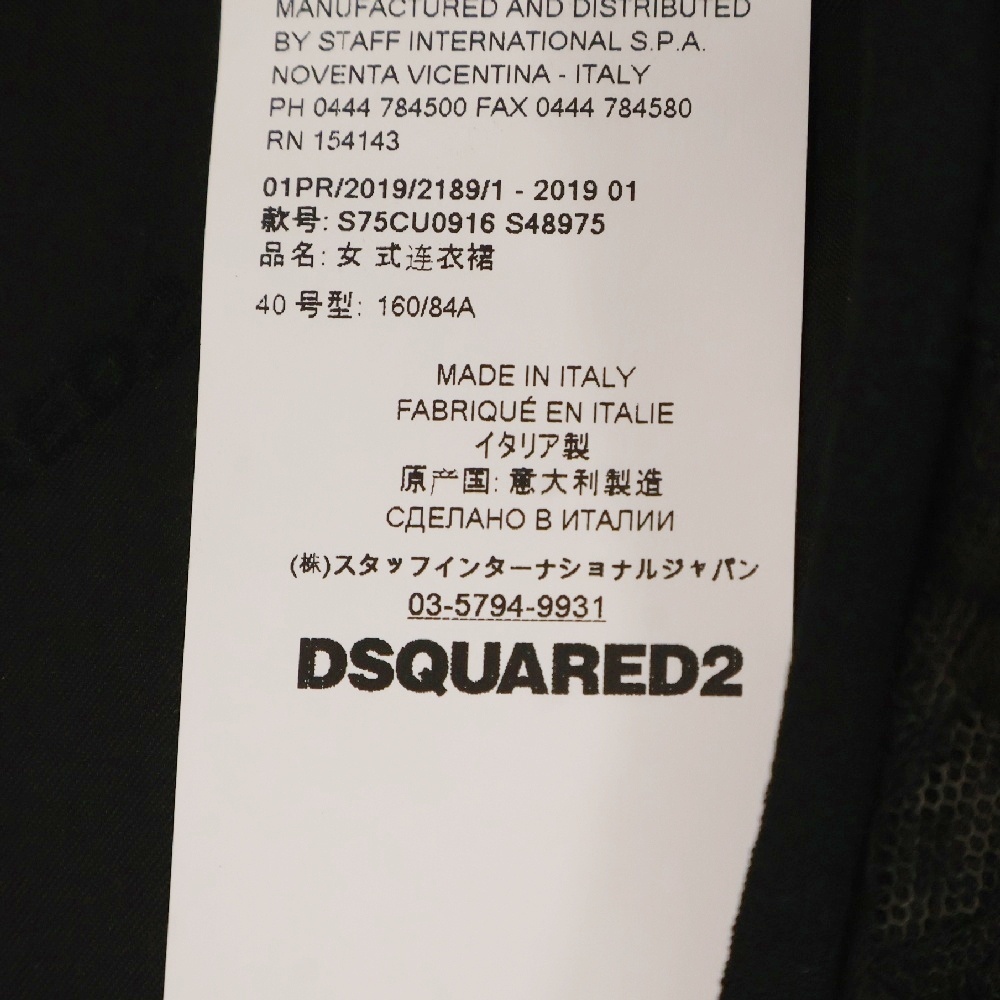 MANUFACTURED AND DISTRIBUTED
BY STAFF INTERNATIONAL S.P.A.
NOVENTA VICENTINA - ITALY
PH 0444 784500 FAX 0444 784580
RN 154143
01PR/2019/2189/1 - 2019 01
款号: S75CU0916 S48975
品名: 女 式连衣裙
40 号型: 160/84A
MADE IN ITALY
FABRIQUÉ EN ITALIE
イタリア製
原产国: 意大利製造
СДЕЛАНО В ИТАЛИИ
(株)スタッフインターナショナルジャパン
03-5794-9931
DSQUARED2